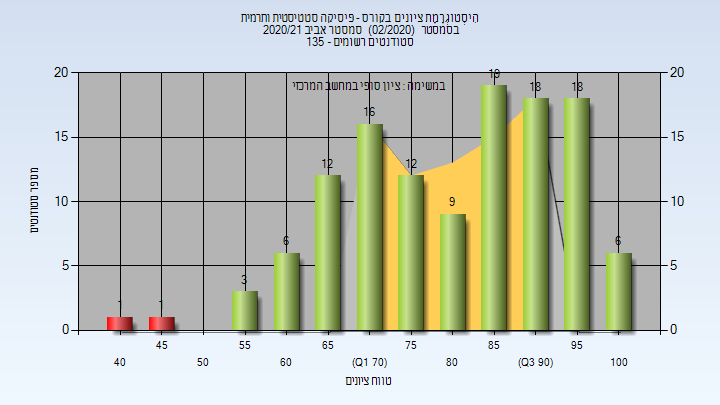 היסטוגרמת ציונים בקורס - פיסיקה סטטיסטית ותרמית
בסמסטר (02/2020) סמסטר אביב 2020/21
סטודנטים רשומים - 135
במשימה : ציון סופי במחשב המרכזי
מספר סטודנטים
20 20
15 15
10 10
5 5
0 0
1 1 3 6 12 16 12 9 19 18 18 6
45 55 65 75 85 95
40 50 60 (Q1 70) 80 (Q3 90) 100
טווח ציונים